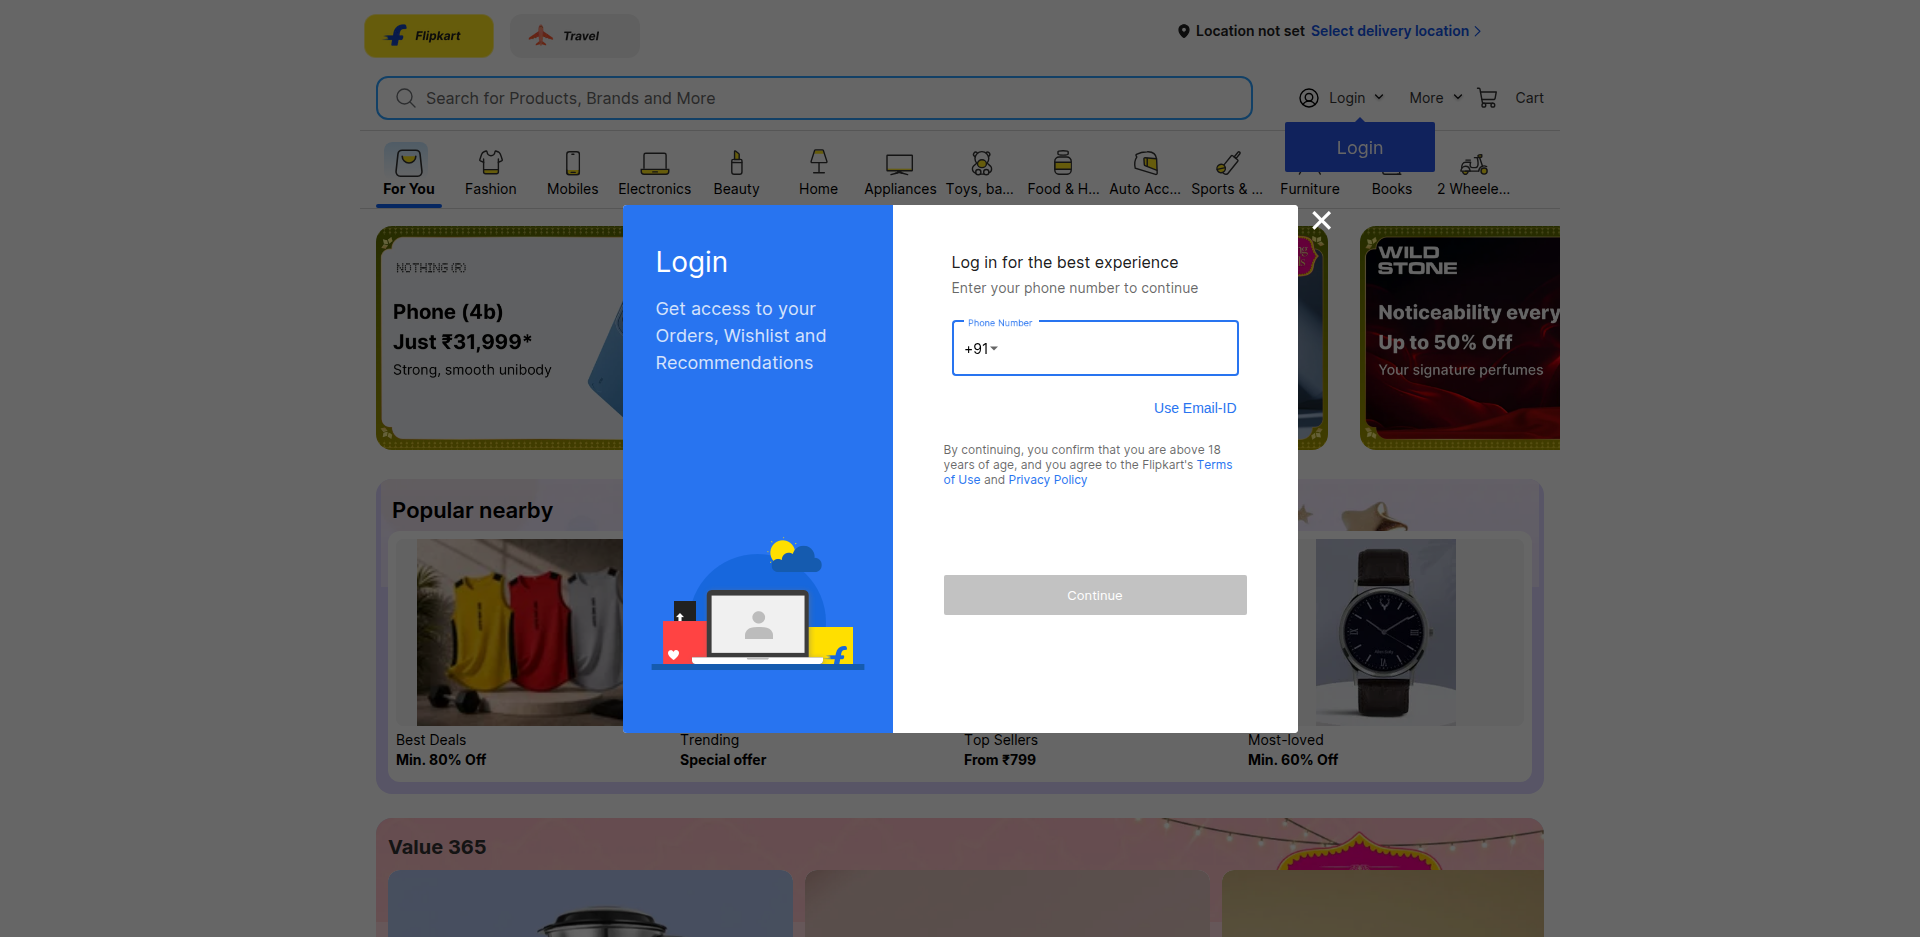 Flipkart
Travel
Location not set Select delivery location
Search for Products, Brands and More
Login
More
Cart
Login
For You
Fashion
Mobiles
Electronics
Beauty
Home
Appliances
Toys, ba...
Food & H...
Auto Acc...
Sports & ...
Furniture
Books
2 Wheele...
NOTHING (R)
Phone (4b)
Just ₹31,999*
Strong, smooth unibody
WILD
STONE
Noticeability every
Up to 50% Off
Your signature perfumes
Login
Get access to your
Orders, Wishlist and
Recommendations
Log in for the best experience
Enter your phone number to continue
Phone Number
+91
Use Email-ID
By continuing, you confirm that you are above 18
years of age, and you agree to the Flipkart's Terms
of Use and Privacy Policy
Continue
Popular nearby
Best Deals
Min. 80% Off
Trending
Special offer
Top Sellers
From ₹799
Most-loved
Min. 60% Off
Value 365